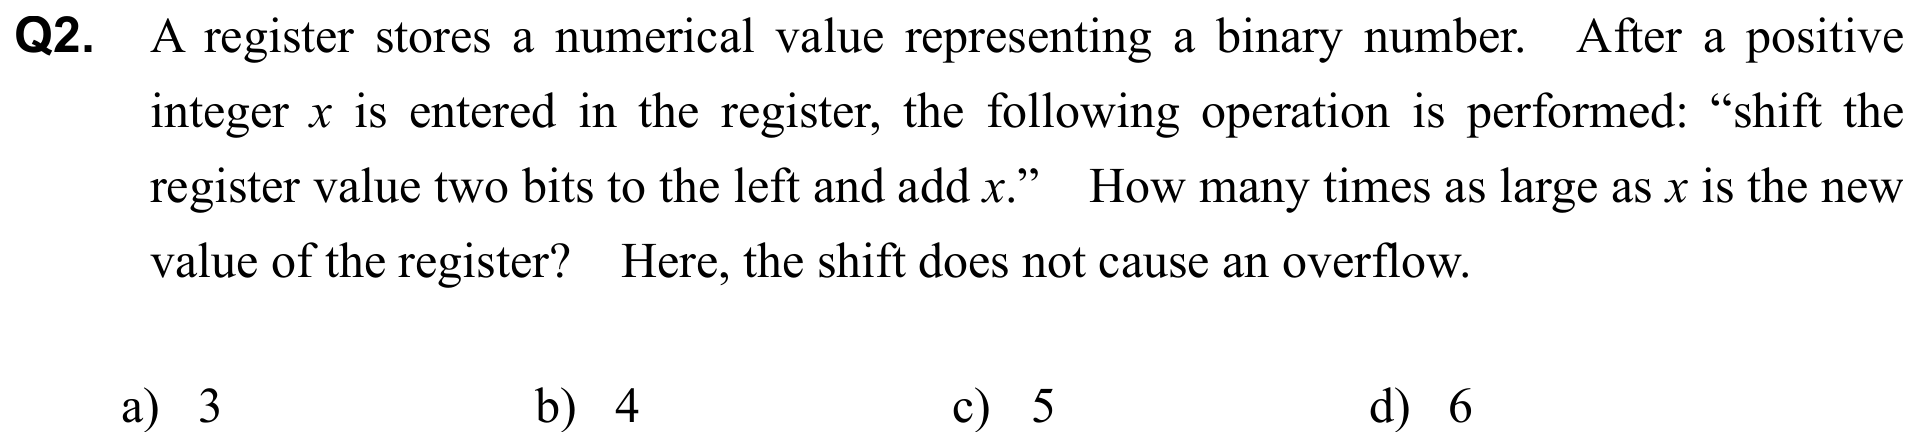 Q2. A register stores a numerical value representing a binary number. After a positive
integer x is entered in the register, the following operation is performed: “shift the
register value two bits to the left and add x.” How many times as large as x is the new
value of the register? Here, the shift does not cause an overflow.
a) 3 b) 4 c) 5 d) 6